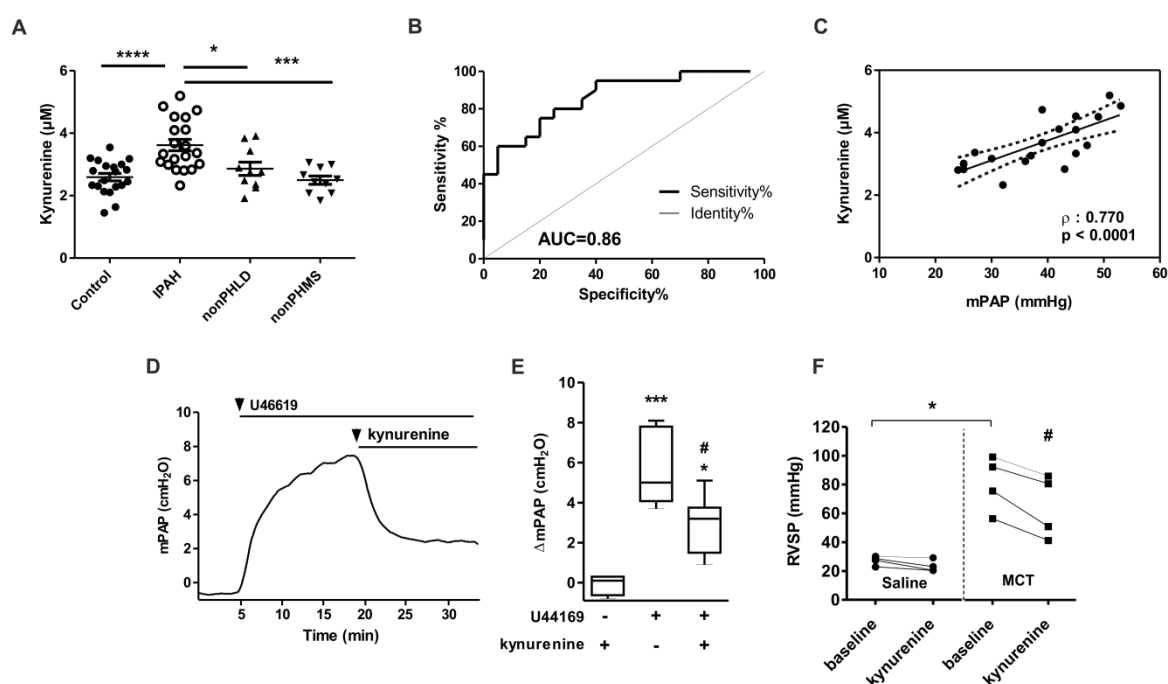 A
**** * ***
Kynurenine (µM)
6
4
2
0
Control
IPAH
nonPHLD
nonPHMS
B
Sensitivity %
100
80
60
40
20
0
Sensitivity%
Identity%
AUC=0.86
0 20 40 60 80 100
Specificity%
C
Kynurenine (µM)
6
4
2
0
ρ : 0.770
p < 0.0001
10 20 30 40 50 60
mPAP (mmHg)
D
U46619
kynurenine
mPAP (cmH2O)
10
8
6
4
2
0
5 10 15 20 25 30
Time (min)
E
ΔmPAP (cmH2O)
10
8
6
4
2
0
***
#
*
U44169 - + +
kynurenine + - +
F
*
#
RVSP (mmHg)
120
100
80
60
40
20
0
Saline
MCT
baseline
kynurenine
baseline
kynurenine